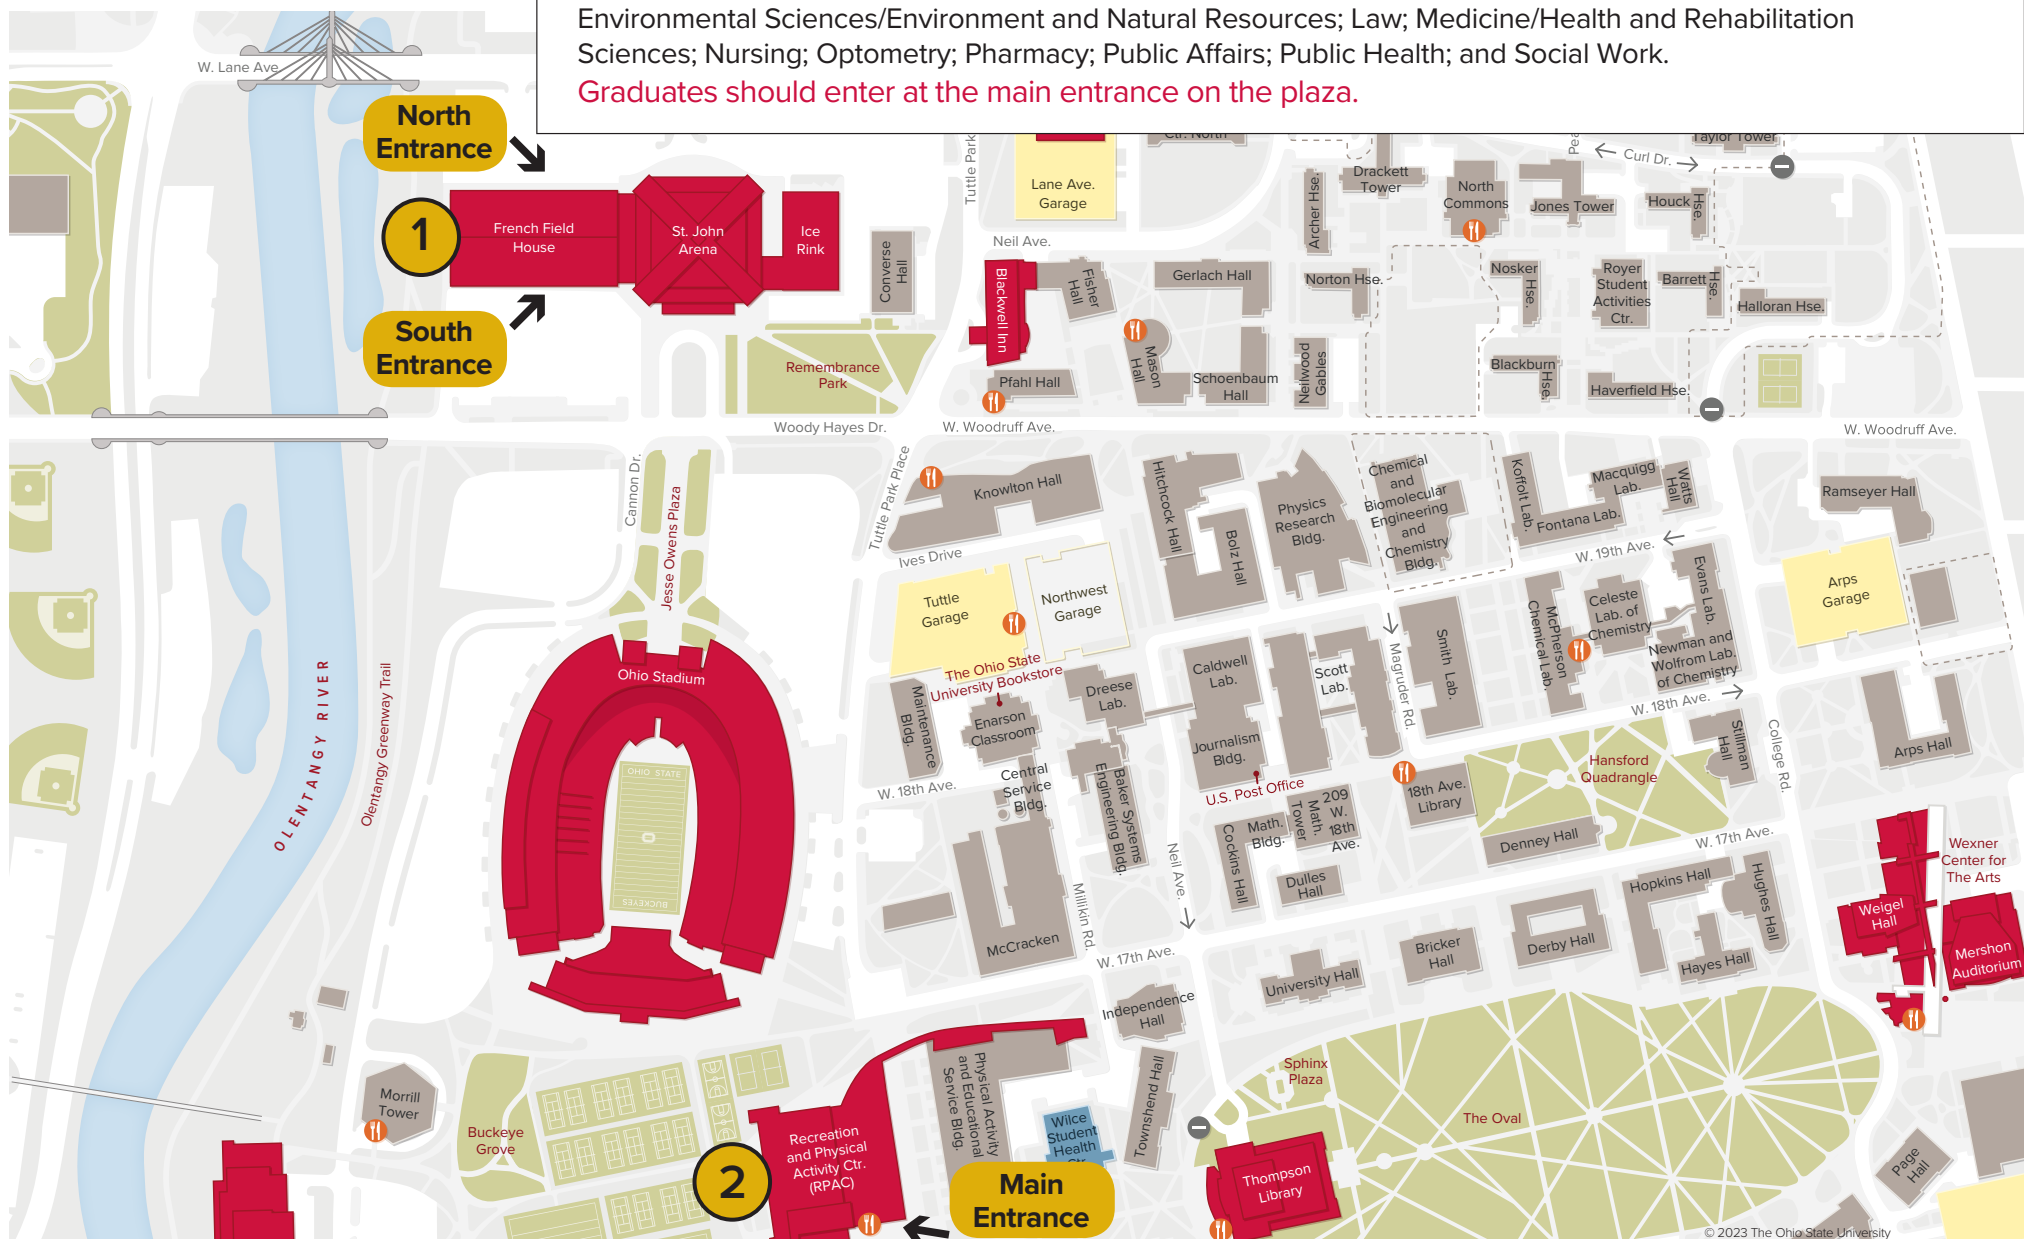 Environmental Sciences/Environment and Natural Resources; Law; Medicine/Health and Rehabilitation
Sciences; Nursing; Optometry; Pharmacy; Public Affairs; Public Health; and Social Work.
Graduates should enter at the main entrance on the plaza.
W. Lane Ave.
North
Entrance
1
South
Entrance
French Field
House
St. John
Arena
Ice
Rink
Converse
Hall
Tuttle Park
Lane Ave.
Garage
Neil Ave.
Ctr. North
Blackwell Inn
Fisher
Hall
Gerlach Hall
Mason
Hall
Schoenbaum
Hall
Pfahl Hall
Archer Hse.
Drackett
Tower
North
Commons
Jones Tower
Curl Dr.
Taylor Tower
Houck
Hse.
Norton Hse.
Nosker
Hse.
Royer
Student
Activities
Ctr.
Barrett
Hse.
Halloran Hse.
Neilwood
Gables
Blackburn
Hse.
Haverfield Hse.
Remembrance
Park
Woody Hayes Dr.
W. Woodruff Ave.
W. Woodruff Ave.
Cannon Dr.
Jesse Owens Plaza
Tuttle Park Place
Knowlton Hall
Ives Drive
Hitchcock Hall
Bolz Hall
Physics
Research
Bldg.
Chemical
and
Biomolecular
Engineering
and
Chemistry
Bldg.
Koffolt Lab.
Macquigg
Lab.
Watts
Hall
Fontana Lab.
Ramseyer Hall
W. 19th Ave.
Tuttle
Garage
Northwest
Garage
Arps
Garage
Evans Lab.
Celeste
Lab. of
Chemistry
McPherson
Chemical Lab.
Newman and
Wolfrom Lab.
of Chemistry
Smith Lab.
Magruder Rd.
Scott
Lab.
Caldwell
Lab.
The Ohio State
University Bookstore
Dreese
Lab.
Maintenance
Bldg.
Enarson
Classroom
Journalism
Bldg.
U.S. Post Office
Ohio Stadium
OHIO STATE
O
BUCKEYES
OLENTANGY RIVER
Olentangy Greenway Trail
W. 18th Ave.
Central
Service
Bldg.
Baker Systems
Engineering Bldg.
W. 18th Ave.
Stillman
Hall
College Rd.
Arps Hall
Hansford
Quadrangle
18th Ave.
Library
209
W.
18th
Ave.
Math.
Tower
Math.
Bldg.
Cockins Hall
Dulles
Hall
Denney Hall
W. 17th Ave.
Hopkins Hall
Hughes Hall
Hayes Hall
Derby Hall
Bricker
Hall
University Hall
Neil Ave.
Millikin Rd.
McCracken
W. 17th Ave.
Independence
Hall
Wexner
Center for
The Arts
Weigel
Hall
Mershon
Auditorium
Morrill
Tower
Buckeye
Grove
2
Recreation
and Physical
Activity Ctr.
(RPAC)
Physical Activity
and Educational
Service Bldg.
Wilce
Student
Health
Main
Entrance
Townshend Hall
Sphinx
Plaza
The Oval
Thompson
Library
Page
Hall
© 2023 The Ohio State University